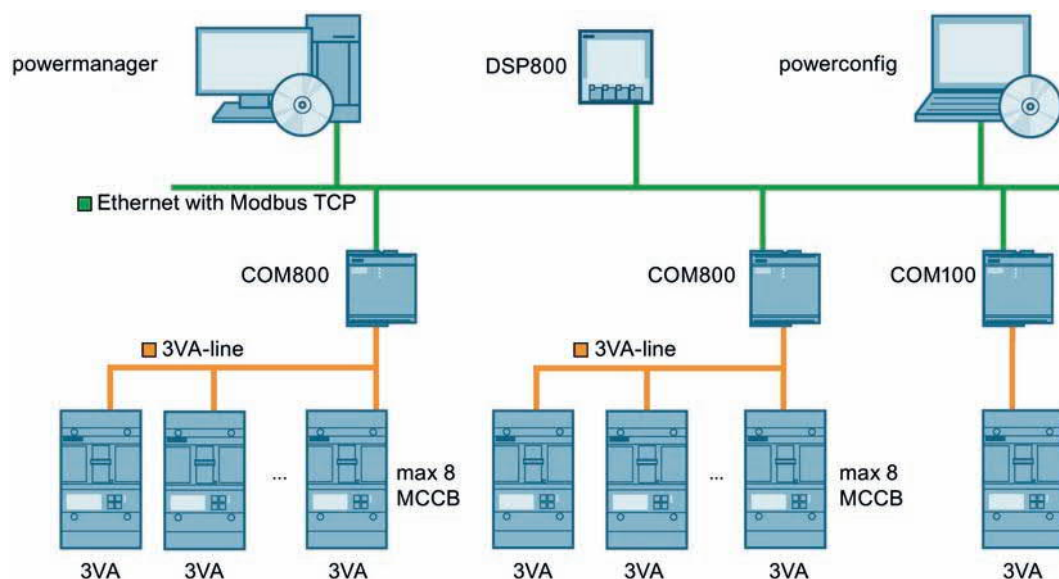 powermanager
DSP800
powerconfig
Ethernet with Modbus TCP
COM800
COM800
COM100
3VA-line
3VA-line
...
max 8
MCCB
...
max 8
MCCB
3VA
3VA
3VA
3VA
3VA
3VA
3VA